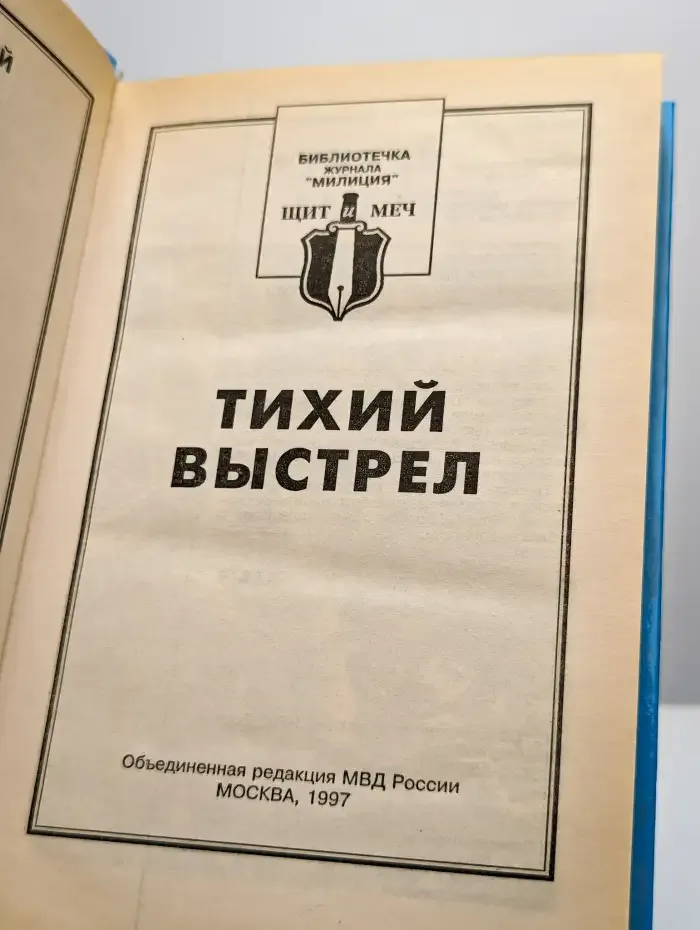 Й
БИБЛИОТЕЧКА
ЖУРНАЛА
"МИЛИЦИЯ"
ЩИТ и МЕЧ
ТИХИЙ
ВЫСТРЕЛ
Объединенная редакция МВД России
МОСКВА, 1997